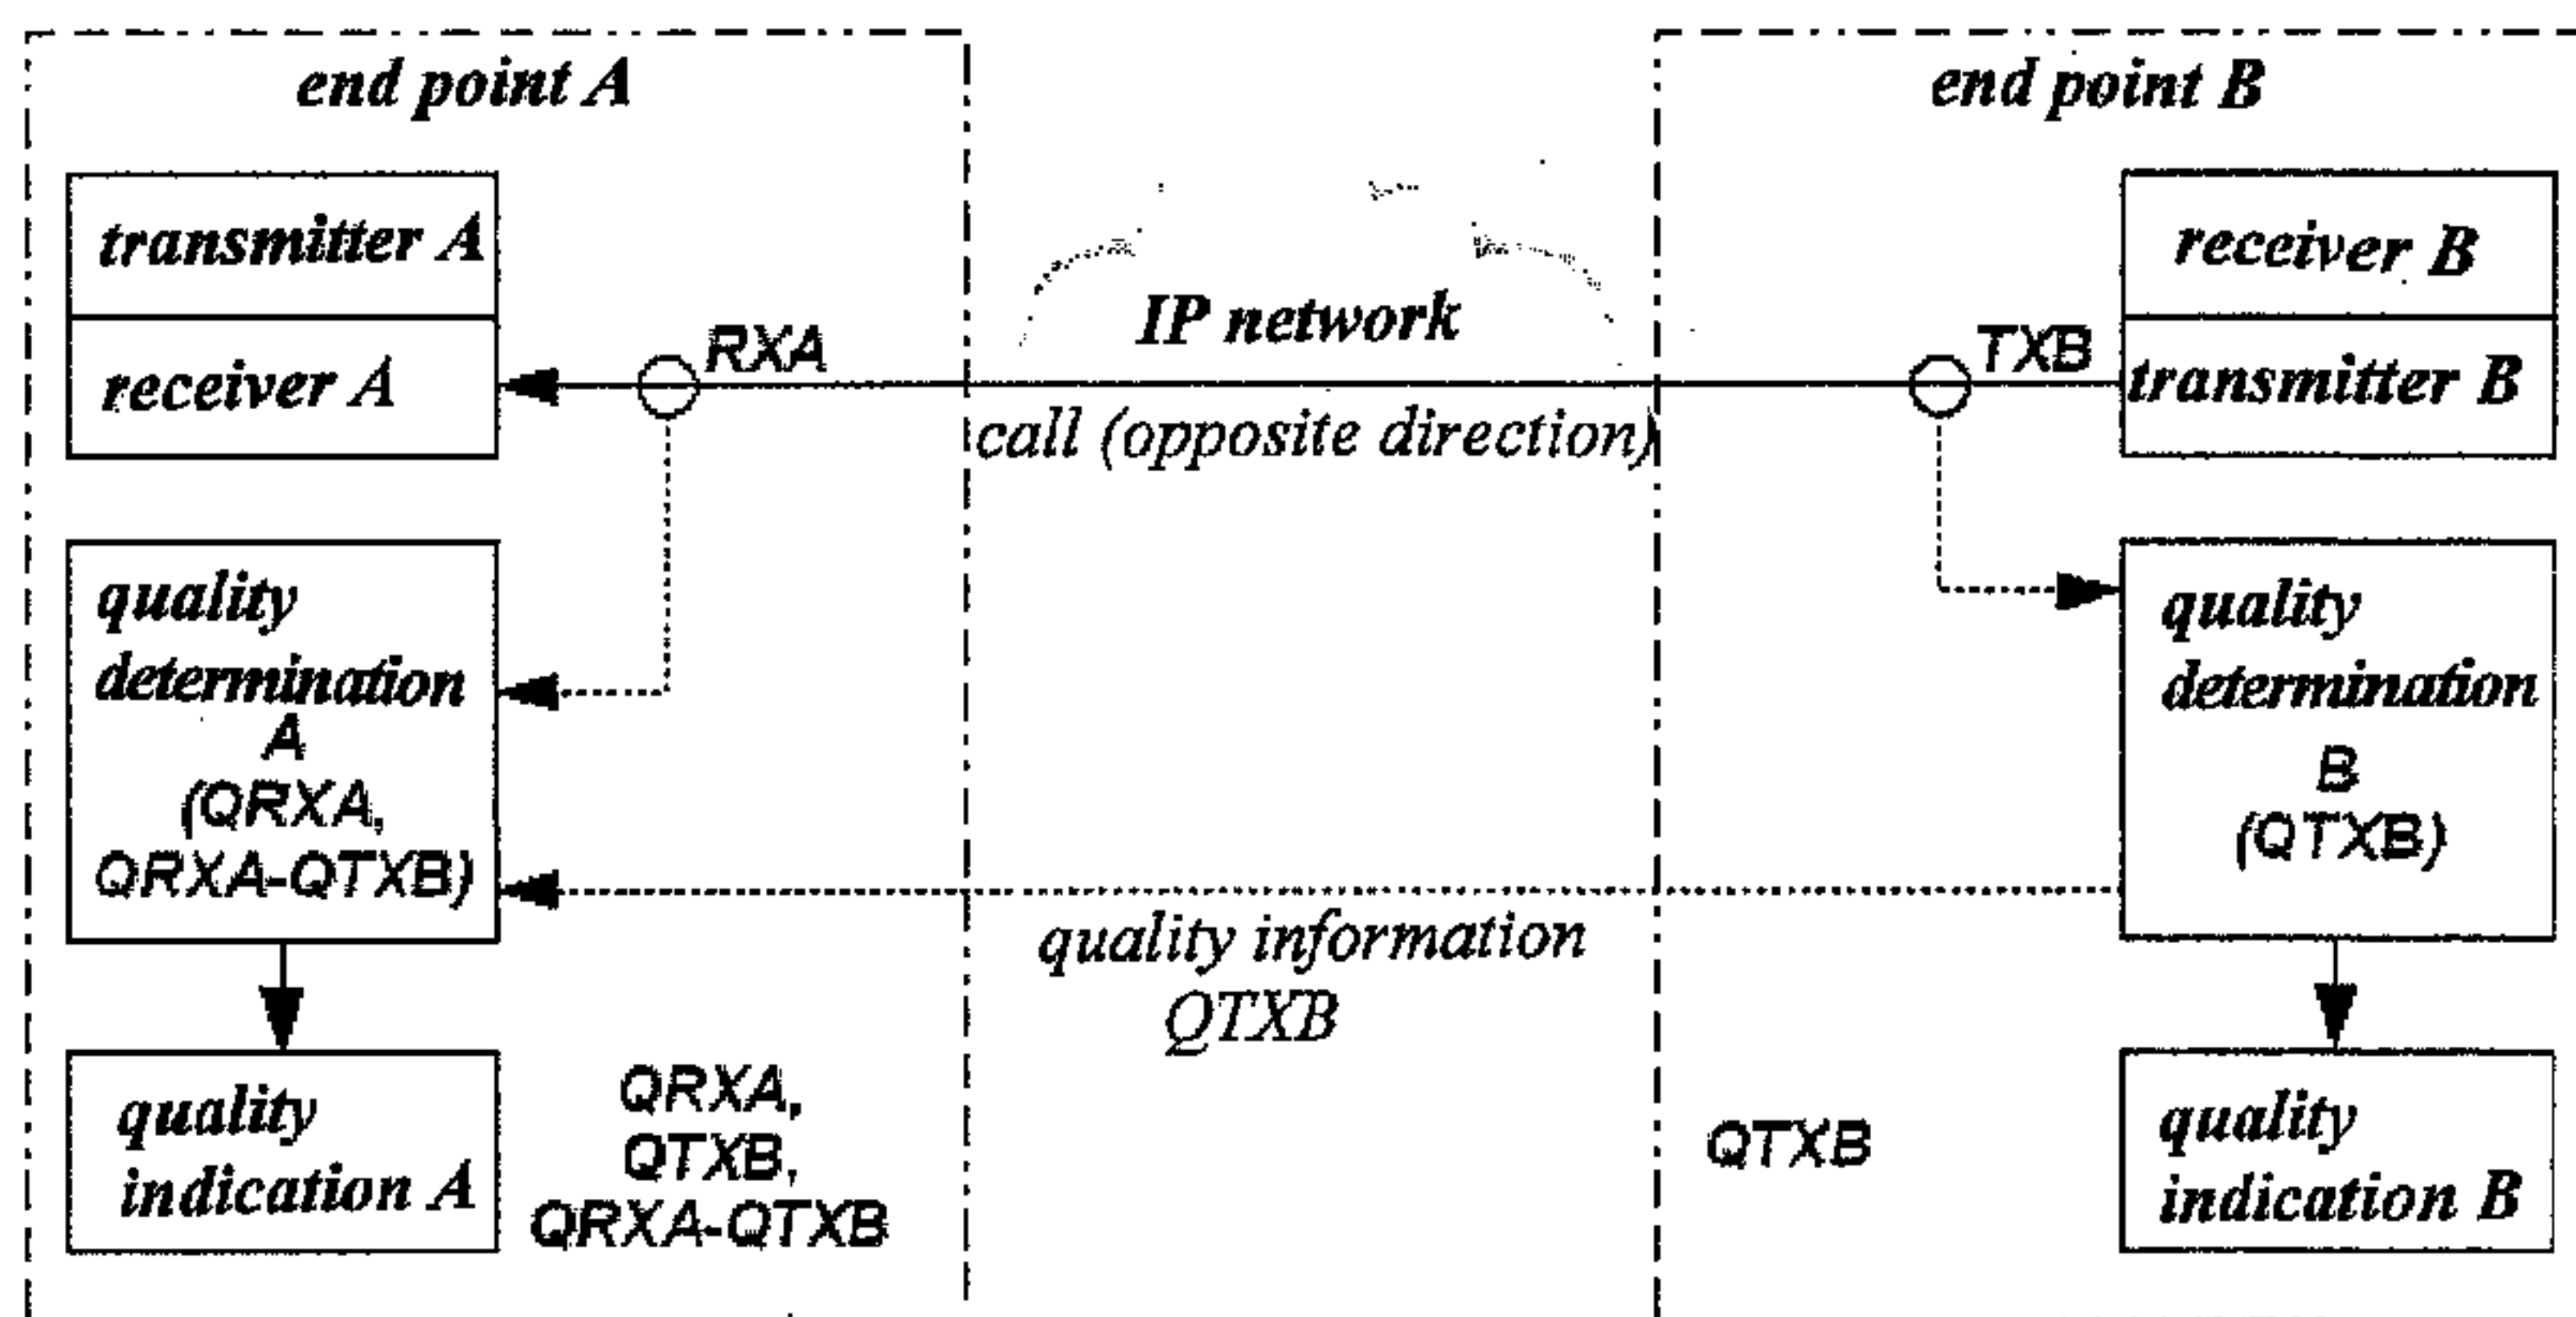 end point A
end point B
transmitter A
receiver A
RXA
IP network
call (opposite direction)
TXB
receiver B
transmitter B
quality
determination
A
(QRXA,
QRXA-QTXB)
quality information
QTXB
quality
determination
B
(QTXB)
quality
indication A
QRXA,
QTXB,
QRXA-QTXB
QTXB
quality
indication B